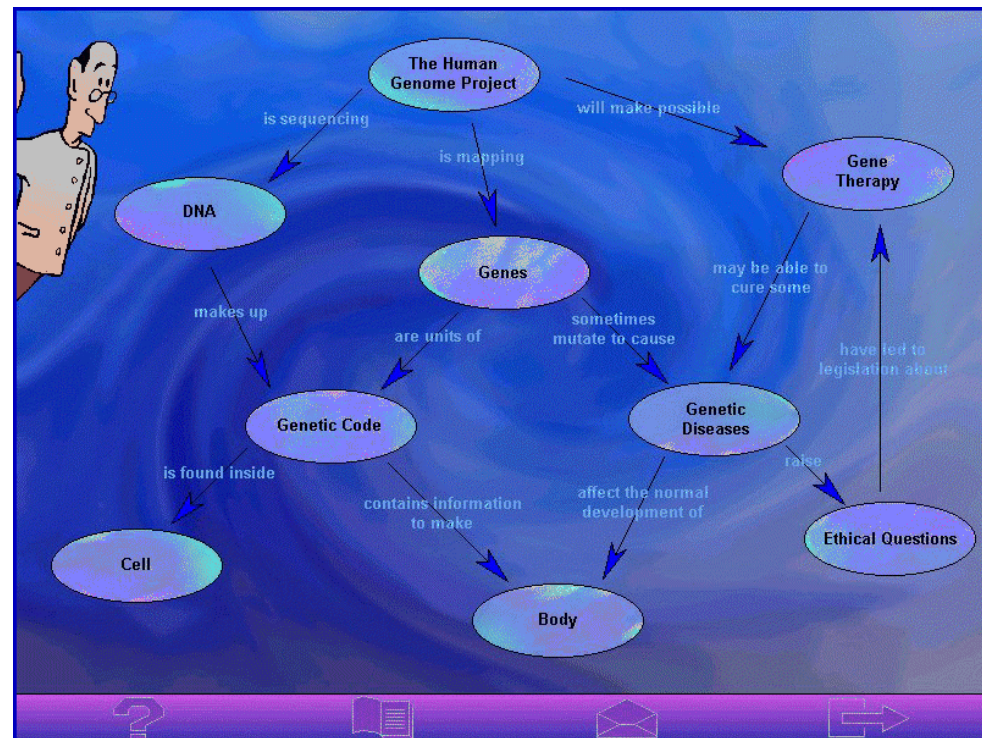 The Human
Genome Project
will make possible
is sequencing
is mapping
Gene
Therapy
DNA
Genes
may be able to
cure some
makes up
are units of
sometimes
mutate to cause
have led to
legislation about
Genetic Code
Genetic
Diseases
is found inside
raise
contains information
to make
affect the normal
development of
Ethical Questions
Cell
Body
?